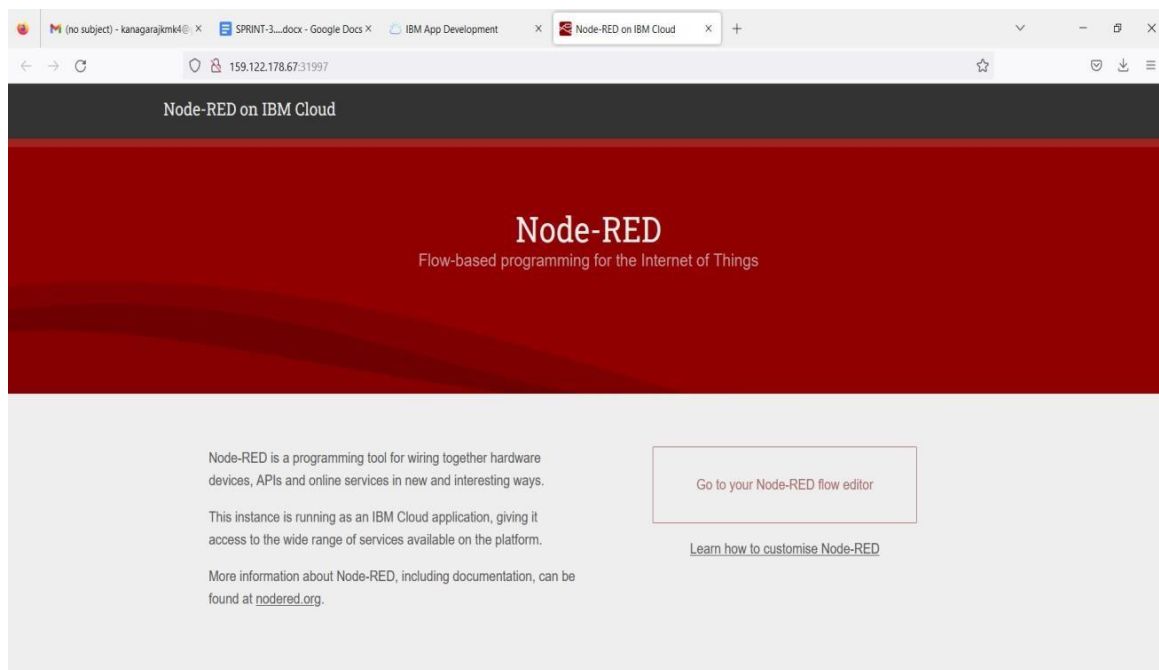 (no subject) - kanagarajkmk4@
SPRINT-3....docx - Google Docs
IBM App Development
Node-RED on IBM Cloud
159.122.178.67:31997
Node-RED on IBM Cloud
Node-RED
Flow-based programming for the Internet of Things
Node-RED is a programming tool for wiring together hardware
devices, APIs and online services in new and interesting ways.
This instance is running as an IBM Cloud application, giving it
access to the wide range of services available on the platform.
More information about Node-RED, including documentation, can be
found at nodered.org.
Go to your Node-RED flow editor
Learn how to customise Node-RED